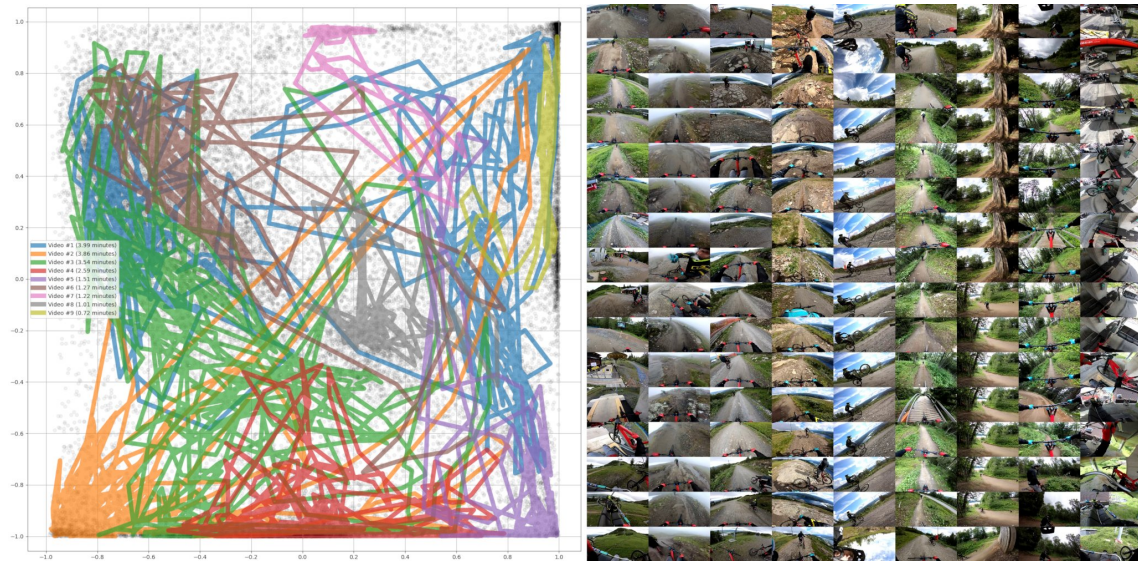 1.0
0.8
0.6
0.4
0.2
0.0
−0.2
−0.4
−0.6
−0.8
−1.0
Video #1 (3.99 minutes)
Video #2 (3.86 minutes)
Video #3 (3.54 minutes)
Video #4 (2.59 minutes)
Video #5 (1.51 minutes)
Video #6 (1.27 minutes)
Video #7 (1.22 minutes)
Video #8 (1.01 minutes)
Video #9 (0.72 minutes)
−1.0 −0.8 −0.6 −0.4 −0.2 0.0 0.2 0.4 0.6 0.8 1.0